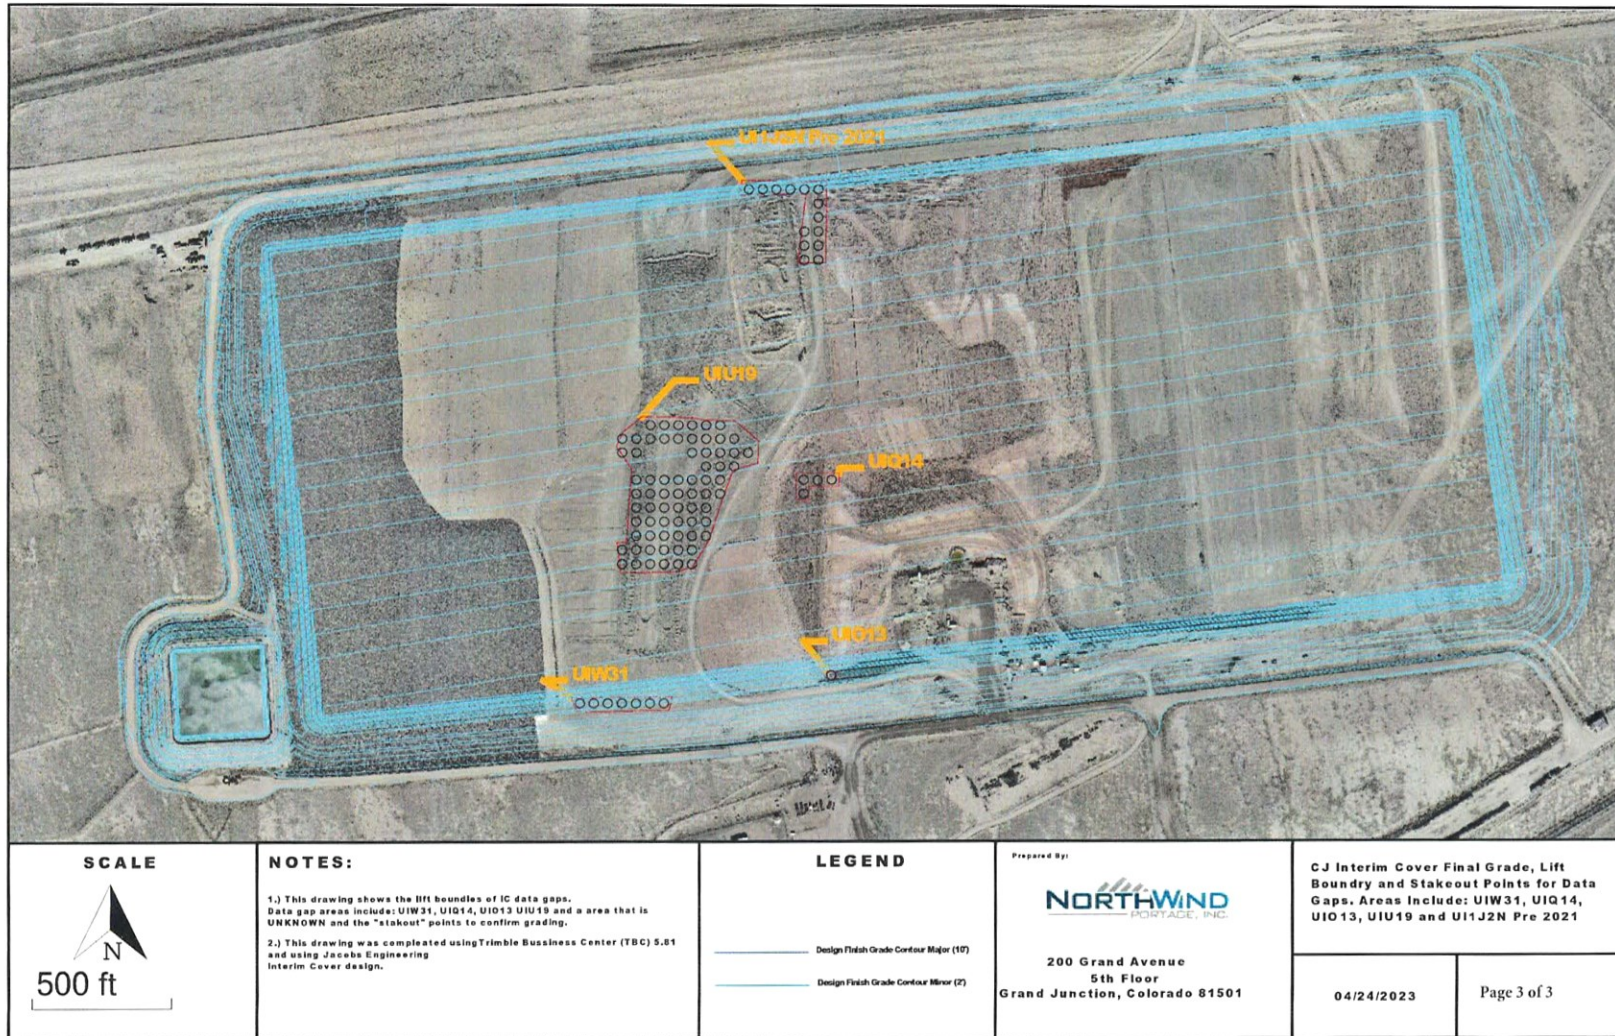 UI1J2N Pre 2021
UIU19
UIQ14
UIO13
UIW31
SCALE
N
500 ft
NOTES:
1.) This drawing shows the lift boundles of IC data gaps.
Data gap areas include: UIW31, UIQ14, UIO13 UIU19 and a area that is
UNKNOWN and the "stakout" points to confirm grading.
2.) This drawing was compleated using Trimble Bussiness Center (TBC) 5.81
and using Jacobs Engineering
Interim Cover design.
LEGEND
Design Finish Grade Contour Major (10')
Design Finish Grade Contour Minor (2')
Prepared By:
NORTHWIND
PORTAGE, INC.
200 Grand Avenue
5th Floor
Grand Junction, Colorado 81501
CJ Interim Cover Final Grade, Lift
Boundry and Stakeout Points for Data
Gaps. Areas Include: UIW31, UIQ14,
UIO13, UIU19 and UI1J2N Pre 2021
04/24/2023
Page 3 of 3